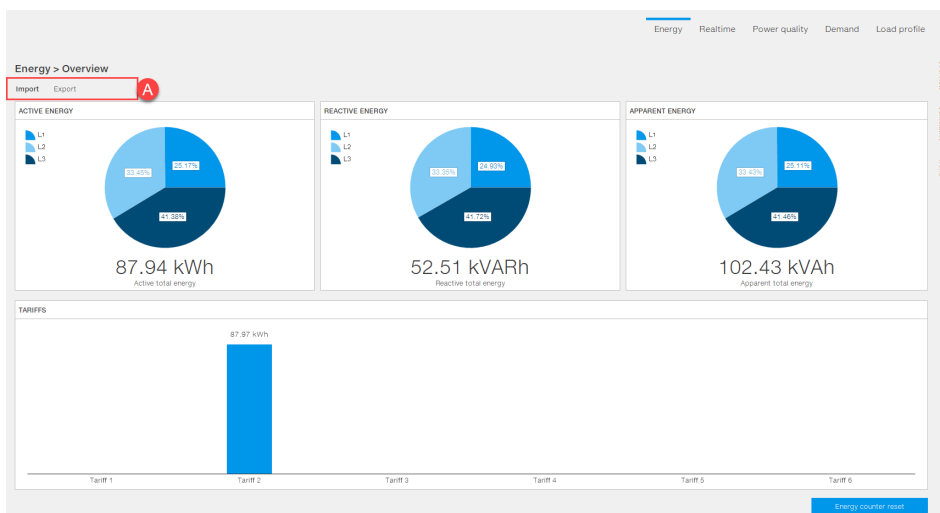 Energy Realtime Power quality Demand Load profile
Energy > Overview
Import Export A
ACTIVE ENERGY
L1
L2
L3
25.17%
33.45%
41.38%
87.94 kWh
Active total energy
REACTIVE ENERGY
L1
L2
L3
24.93%
33.35%
41.72%
52.51 kVARh
Reactive total energy
APPARENT ENERGY
L1
L2
L3
25.11%
33.43%
41.46%
102.43 kVAh
Apparent total energy
TARIFFS
87.97 kWh
Tariff 1 Tariff 2 Tariff 3 Tariff 4 Tariff 5 Tariff 6
Energy counter reset